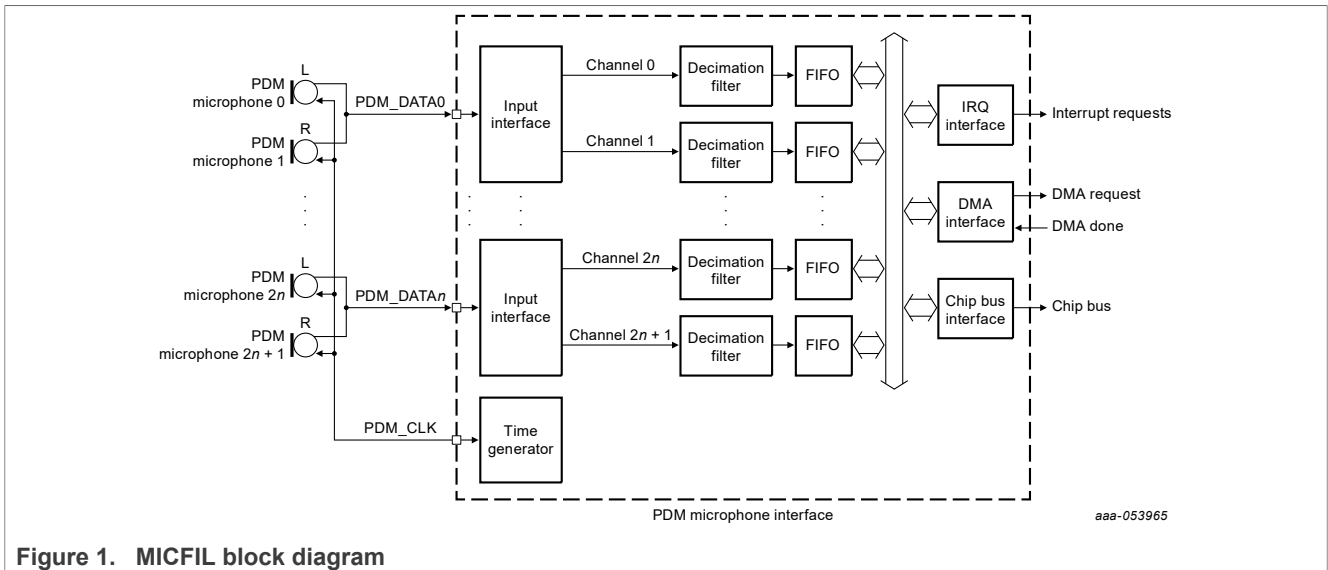 L
PDM
microphone 0
R
PDM
microphone 1
PDM_DATA0
Input
interface
Channel 0
Decimation
filter
FIFO
Channel 1
Decimation
filter
FIFO
IRQ
interface
Interrupt requests
DMA
interface
DMA request
DMA done
L
PDM
microphone 2n
R
PDM
microphone 2n + 1
PDM_DATAn
Input
interface
Channel 2n
Decimation
filter
FIFO
Channel 2n + 1
Decimation
filter
FIFO
Chip bus
interface
Chip bus
PDM_CLK
Time
generator
PDM microphone interface
aaa-053965
Figure 1. MICFIL block diagram